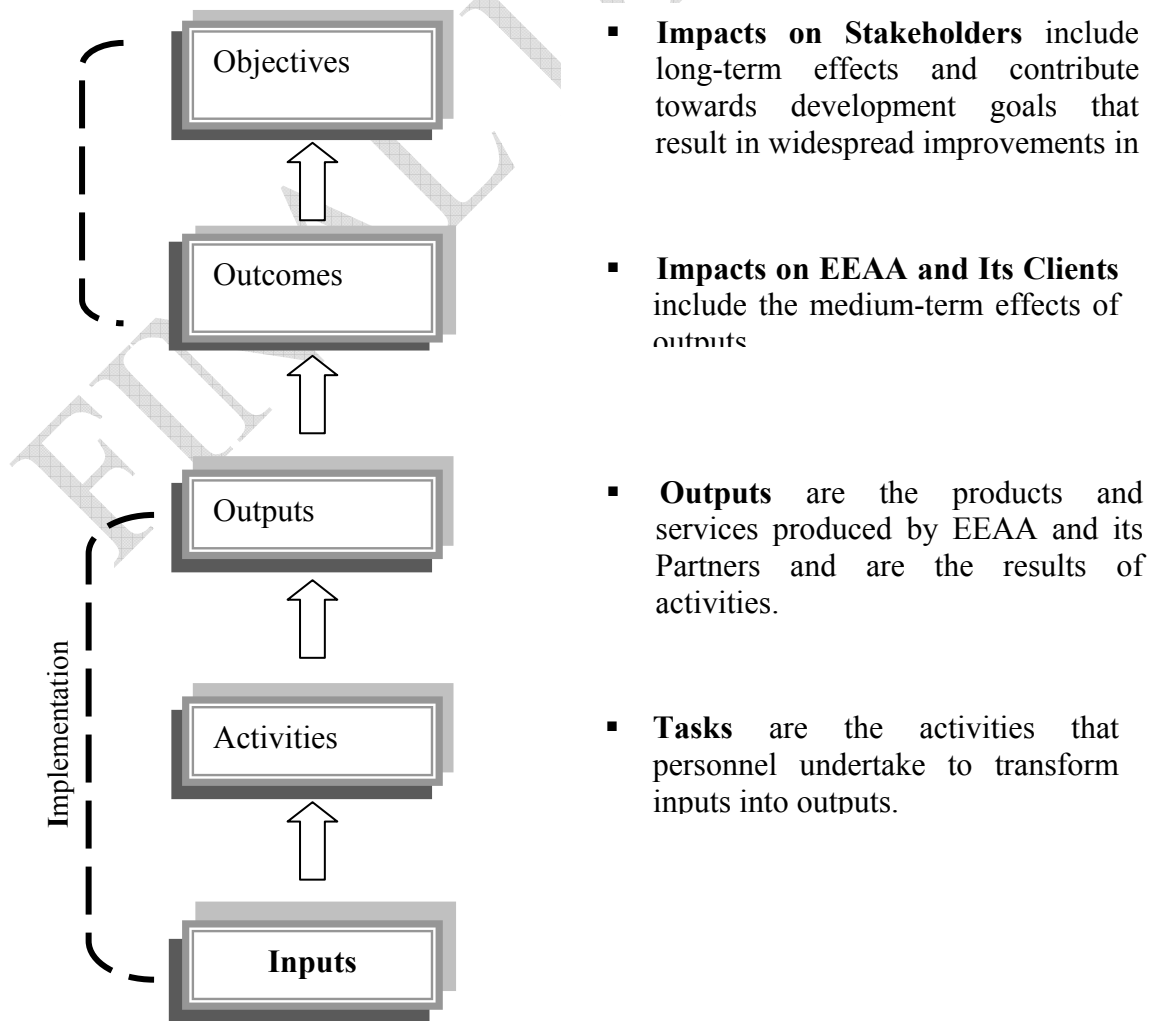 Objectives
▪ Impacts on Stakeholders include
long-term effects and contribute
towards development goals that
result in widespread improvements in
Outcomes
▪ Impacts on EEAA and Its Clients
include the medium-term effects of
outputs
Outputs
▪ Outputs are the products and
services produced by EEAA and its
Partners and are the results of
activities.
Implementation
Activities
▪ Tasks are the activities that
personnel undertake to transform
inputs into outputs.
Inputs
FINAL